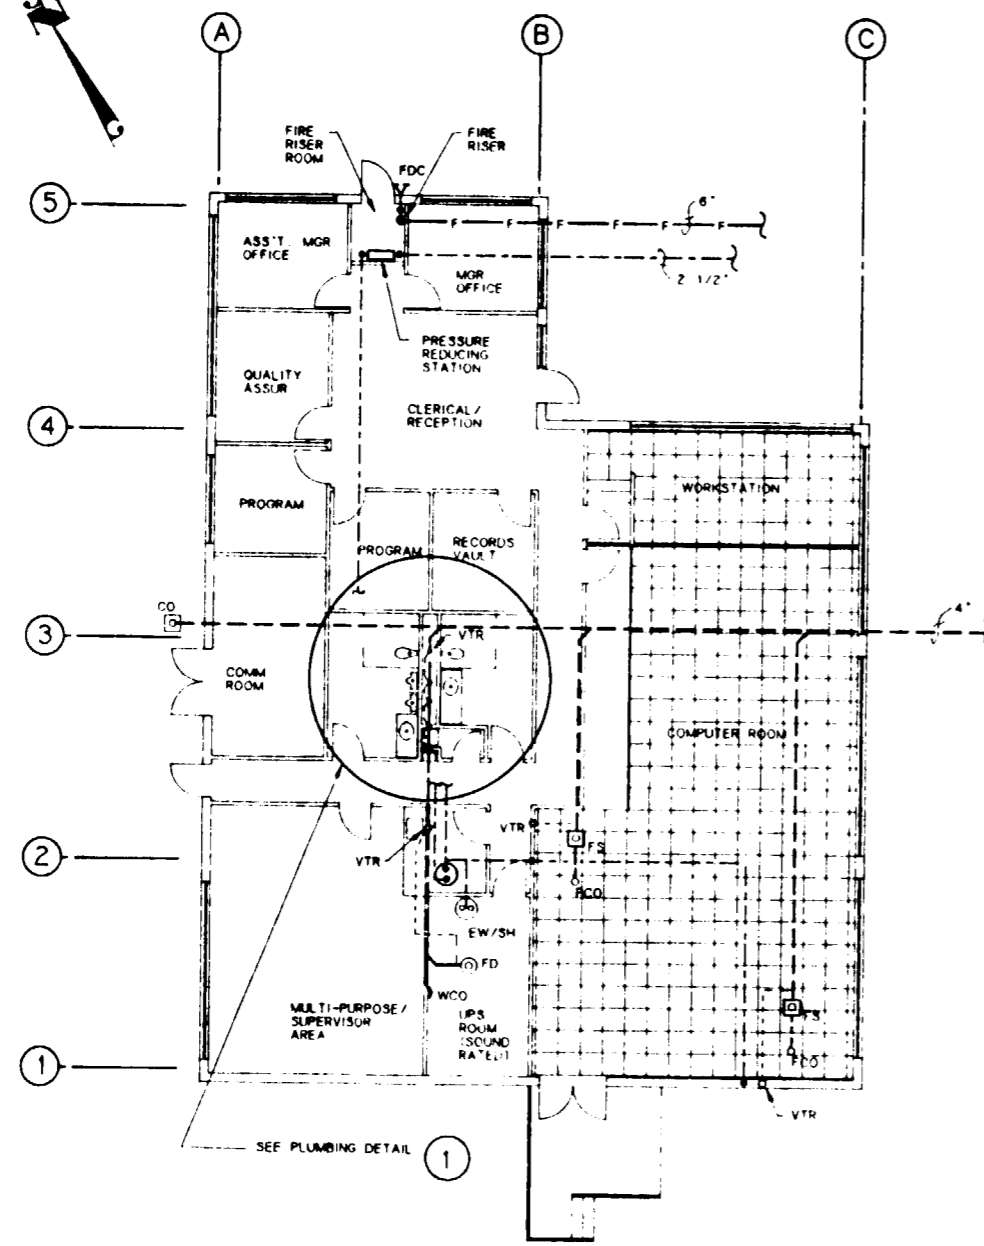 A
B
C
FIRE
RISER
ROOM
FIRE
RISER
FDC
5
6"
F F F F F
ASS'T. MGR
OFFICE
MGR
OFFICE
2 1/2"
PRESSURE
REDUCING
STATION
QUALITY
ASSUR
CLERICAL/
RECEPTION
4
WORKSTATION
PROGRAM
PROGRAM
RECORDS
VAULT
CO
3
4"
VTR
COMM
ROOM
COMPUTER ROOM
2
VTR
VTR
FS
FCO
EW/SH
FD
WCO
MULTI-PURPOSE/
SUPERVISOR
AREA
UPS
ROOM
(SOUND
RATED)
FS
FCO
1
VTR
SEE PLUMBING DETAIL 1